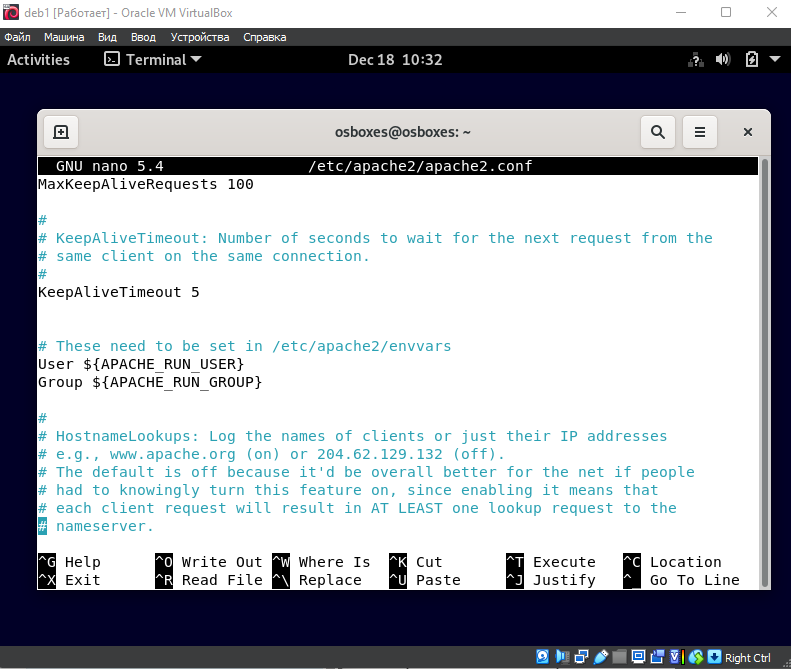 deb1 [Работает] - Oracle VM VirtualBox
Файл Машина Вид Ввод Устройства Справка
Activities Terminal Dec 18 10:32
osboxes@osboxes: ~
GNU nano 5.4 /etc/apache2/apache2.conf
MaxKeepAliveRequests 100
#
# KeepAliveTimeout: Number of seconds to wait for the next request from the
# same client on the same connection.
#
KeepAliveTimeout 5
# These need to be set in /etc/apache2/envvars
User ${APACHE_RUN_USER}
Group ${APACHE_RUN_GROUP}
#
# HostnameLookups: Log the names of clients or just their IP addresses
# e.g., www.apache.org (on) or 204.62.129.132 (off).
# The default is off because it'd be overall better for the net if people
# had to knowingly turn this feature on, since enabling it means that
# each client request will result in AT LEAST one lookup request to the
# nameserver.
^G Help ^O Write Out ^W Where Is ^K Cut ^T Execute ^C Location
^X Exit ^R Read File ^\ Replace ^U Paste ^J Justify ^_ Go To Line
Right Ctrl